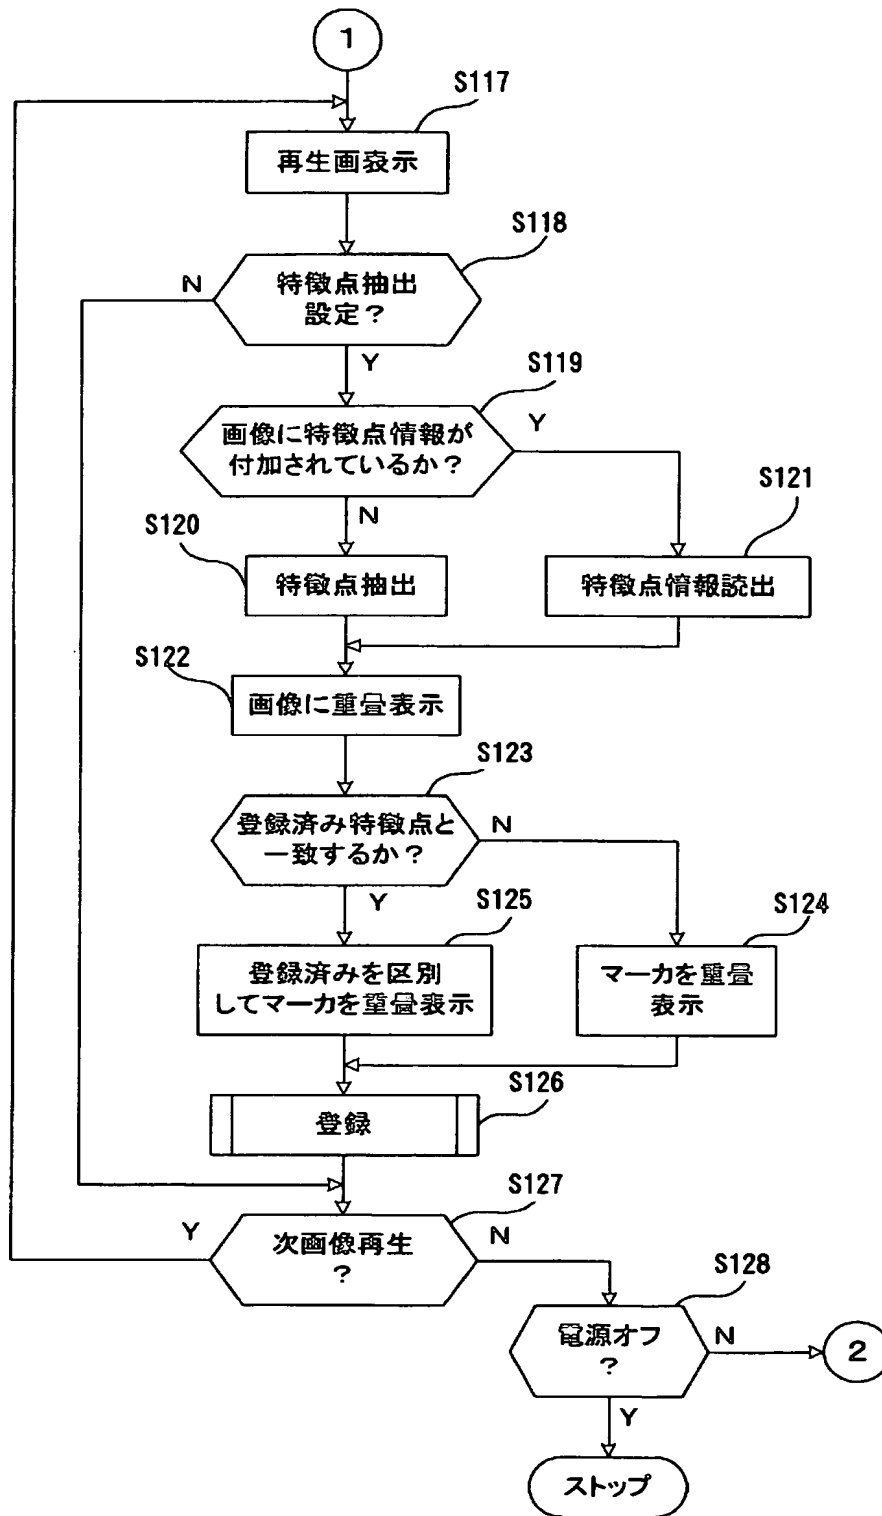 1
S117
再生画表示
S118
N
特徴点抽出
設定？
Y
S119
画像に特徴点情報が
付加されているか？
Y
N
S120
特徴点抽出
S121
特徴点情報読出
S122
画像に重畳表示
S123
登録済み特徴点と
一致するか？
N
Y
S125
登録済みを区別
してマーカを重畳表示
S124
マーカを重畳
表示
S126
登録
S127
Y
次画像再生
？
N
S128
電源オフ
？
N
2
Y
ストップ